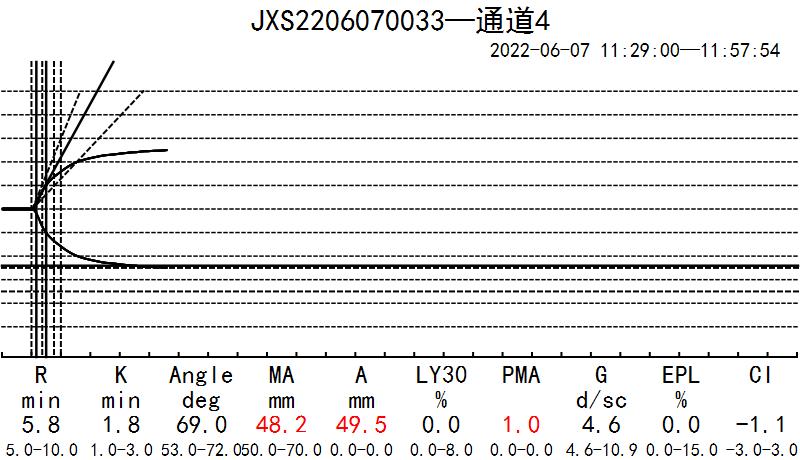 JXS2206070033—通道4
2022-06-07 11:29:00—11:57:54
R K Angle MA A LY30 PMA G EPL CI
min min deg mm mm % d/sc %
5.8 1.8 69.0 48.2 49.5 0.0 1.0 4.6 0.0 -1.1
5.0-10.0 1.0-3.0 53.0-72.0 50.0-70.0 0.0-0.0 0.0-8.0 0.0-0.0 4.6-10.9 0.0-15.0 -3.0-3.0